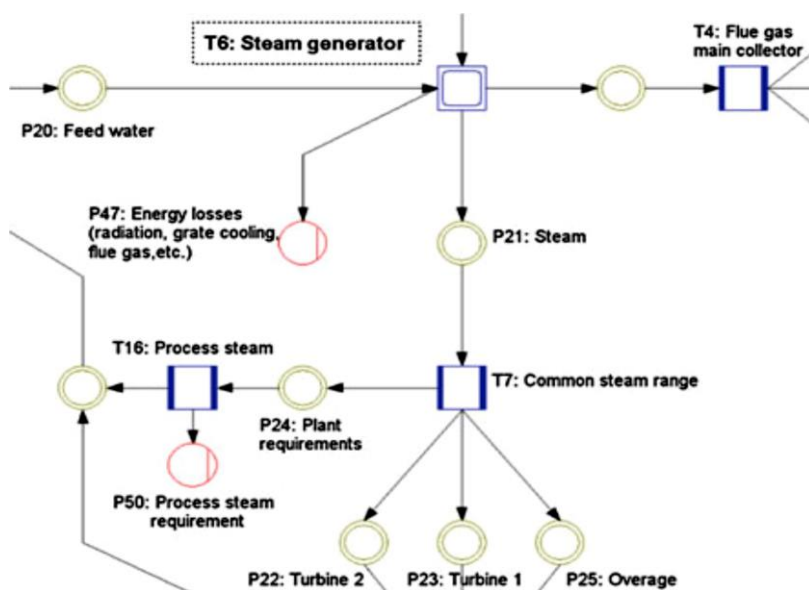 T6: Steam generator
T4: Flue gas
main collector
P20: Feed water
P47: Energy losses
(radiation, grate cooling,
flue gas,etc.)
P21: Steam
T16: Process steam
T7: Common steam range
P24: Plant
requirements
P50: Process steam
requirement
P22: Turbine 2
P23: Turbine 1
P25: Overage